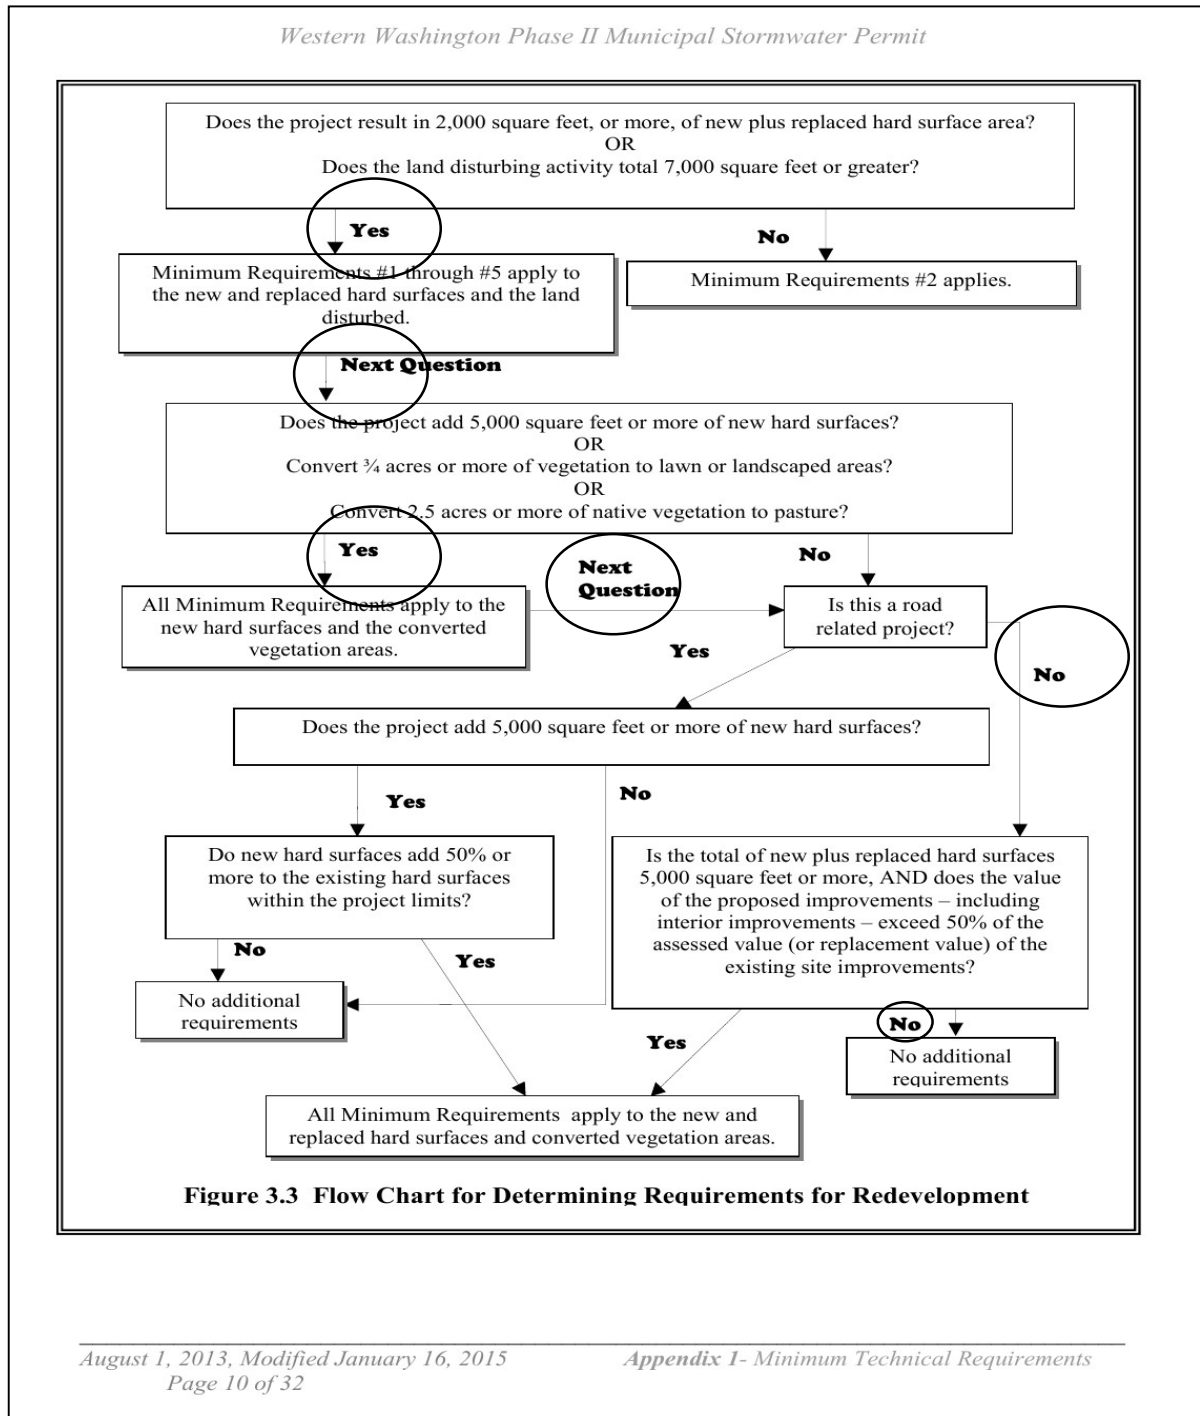 Western Washington Phase II Municipal Stormwater Permit
Does the project result in 2,000 square feet, or more, of new plus replaced hard surface area?
OR
Does the land disturbing activity total 7,000 square feet or greater?
Yes
No
Minimum Requirements #1 through #5 apply to
the new and replaced hard surfaces and the land
disturbed.
Minimum Requirements #2 applies.
Next Question
Does the project add 5,000 square feet or more of new hard surfaces?
OR
Convert ¾ acres or more of vegetation to lawn or landscaped areas?
OR
Convert 2.5 acres or more of native vegetation to pasture?
Yes
Next
Question
No
All Minimum Requirements apply to the
new hard surfaces and the converted
vegetation areas.
Is this a road
related project?
Yes
No
Does the project add 5,000 square feet or more of new hard surfaces?
Yes
No
Do new hard surfaces add 50% or
more to the existing hard surfaces
within the project limits?
Is the total of new plus replaced hard surfaces
5,000 square feet or more, AND does the value
of the proposed improvements – including
interior improvements – exceed 50% of the
assessed value (or replacement value) of the
existing site improvements?
No
Yes
No additional
requirements
Yes
No
No additional
requirements
All Minimum Requirements apply to the new and
replaced hard surfaces and converted vegetation areas.
Figure 3.3 Flow Chart for Determining Requirements for Redevelopment
August 1, 2013, Modified January 16, 2015
Appendix 1- Minimum Technical Requirements
Page 10 of 32